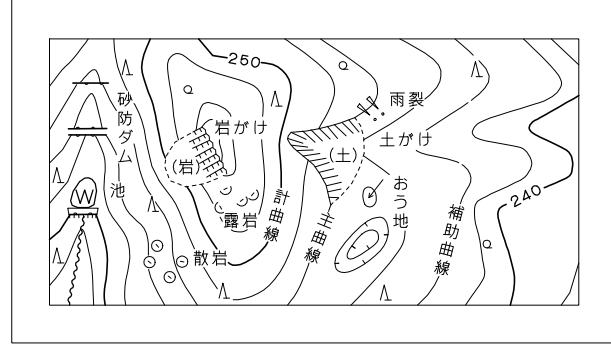 250
砂防ダム
池
W
(岩)
岩がけ
露岩
散岩
計曲線
主曲線
(土)
雨裂
土がけ
おう地
補助曲線
240